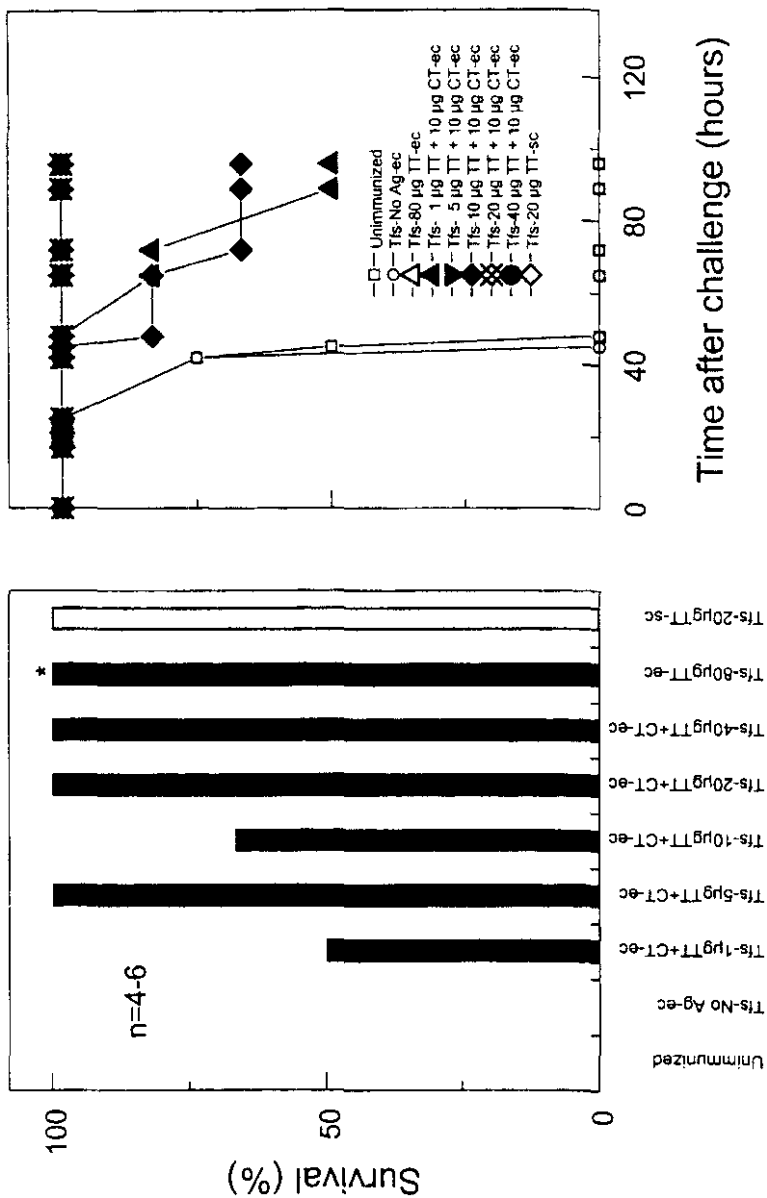 Survival (%)
100
50
0
n=4-6
*
Unimmunized
Tfs-No Ag-ec
Tfs-1µgTT+CT-ec
Tfs-5µgTT+CT-ec
Tfs-10µgTT+CT-ec
Tfs-20µgTT+CT-ec
Tfs-40µgTT+CT-ec
Tfs-80µgTT-ec
Tfs-20µgTT-sc
Unimmunized
Tfs-No Ag-ec
Tfs-80 µg TT-ec
Tfs- 1 µg TT + 10 µg CT-ec
Tfs- 5 µg TT + 10 µg CT-ec
Tfs-10 µg TT + 10 µg CT-ec
Tfs-20 µg TT + 10 µg CT-ec
Tfs-40 µg TT + 10 µg CT-ec
Tfs-20 µg TT-sc
0
40
80
120
Time after challenge (hours)